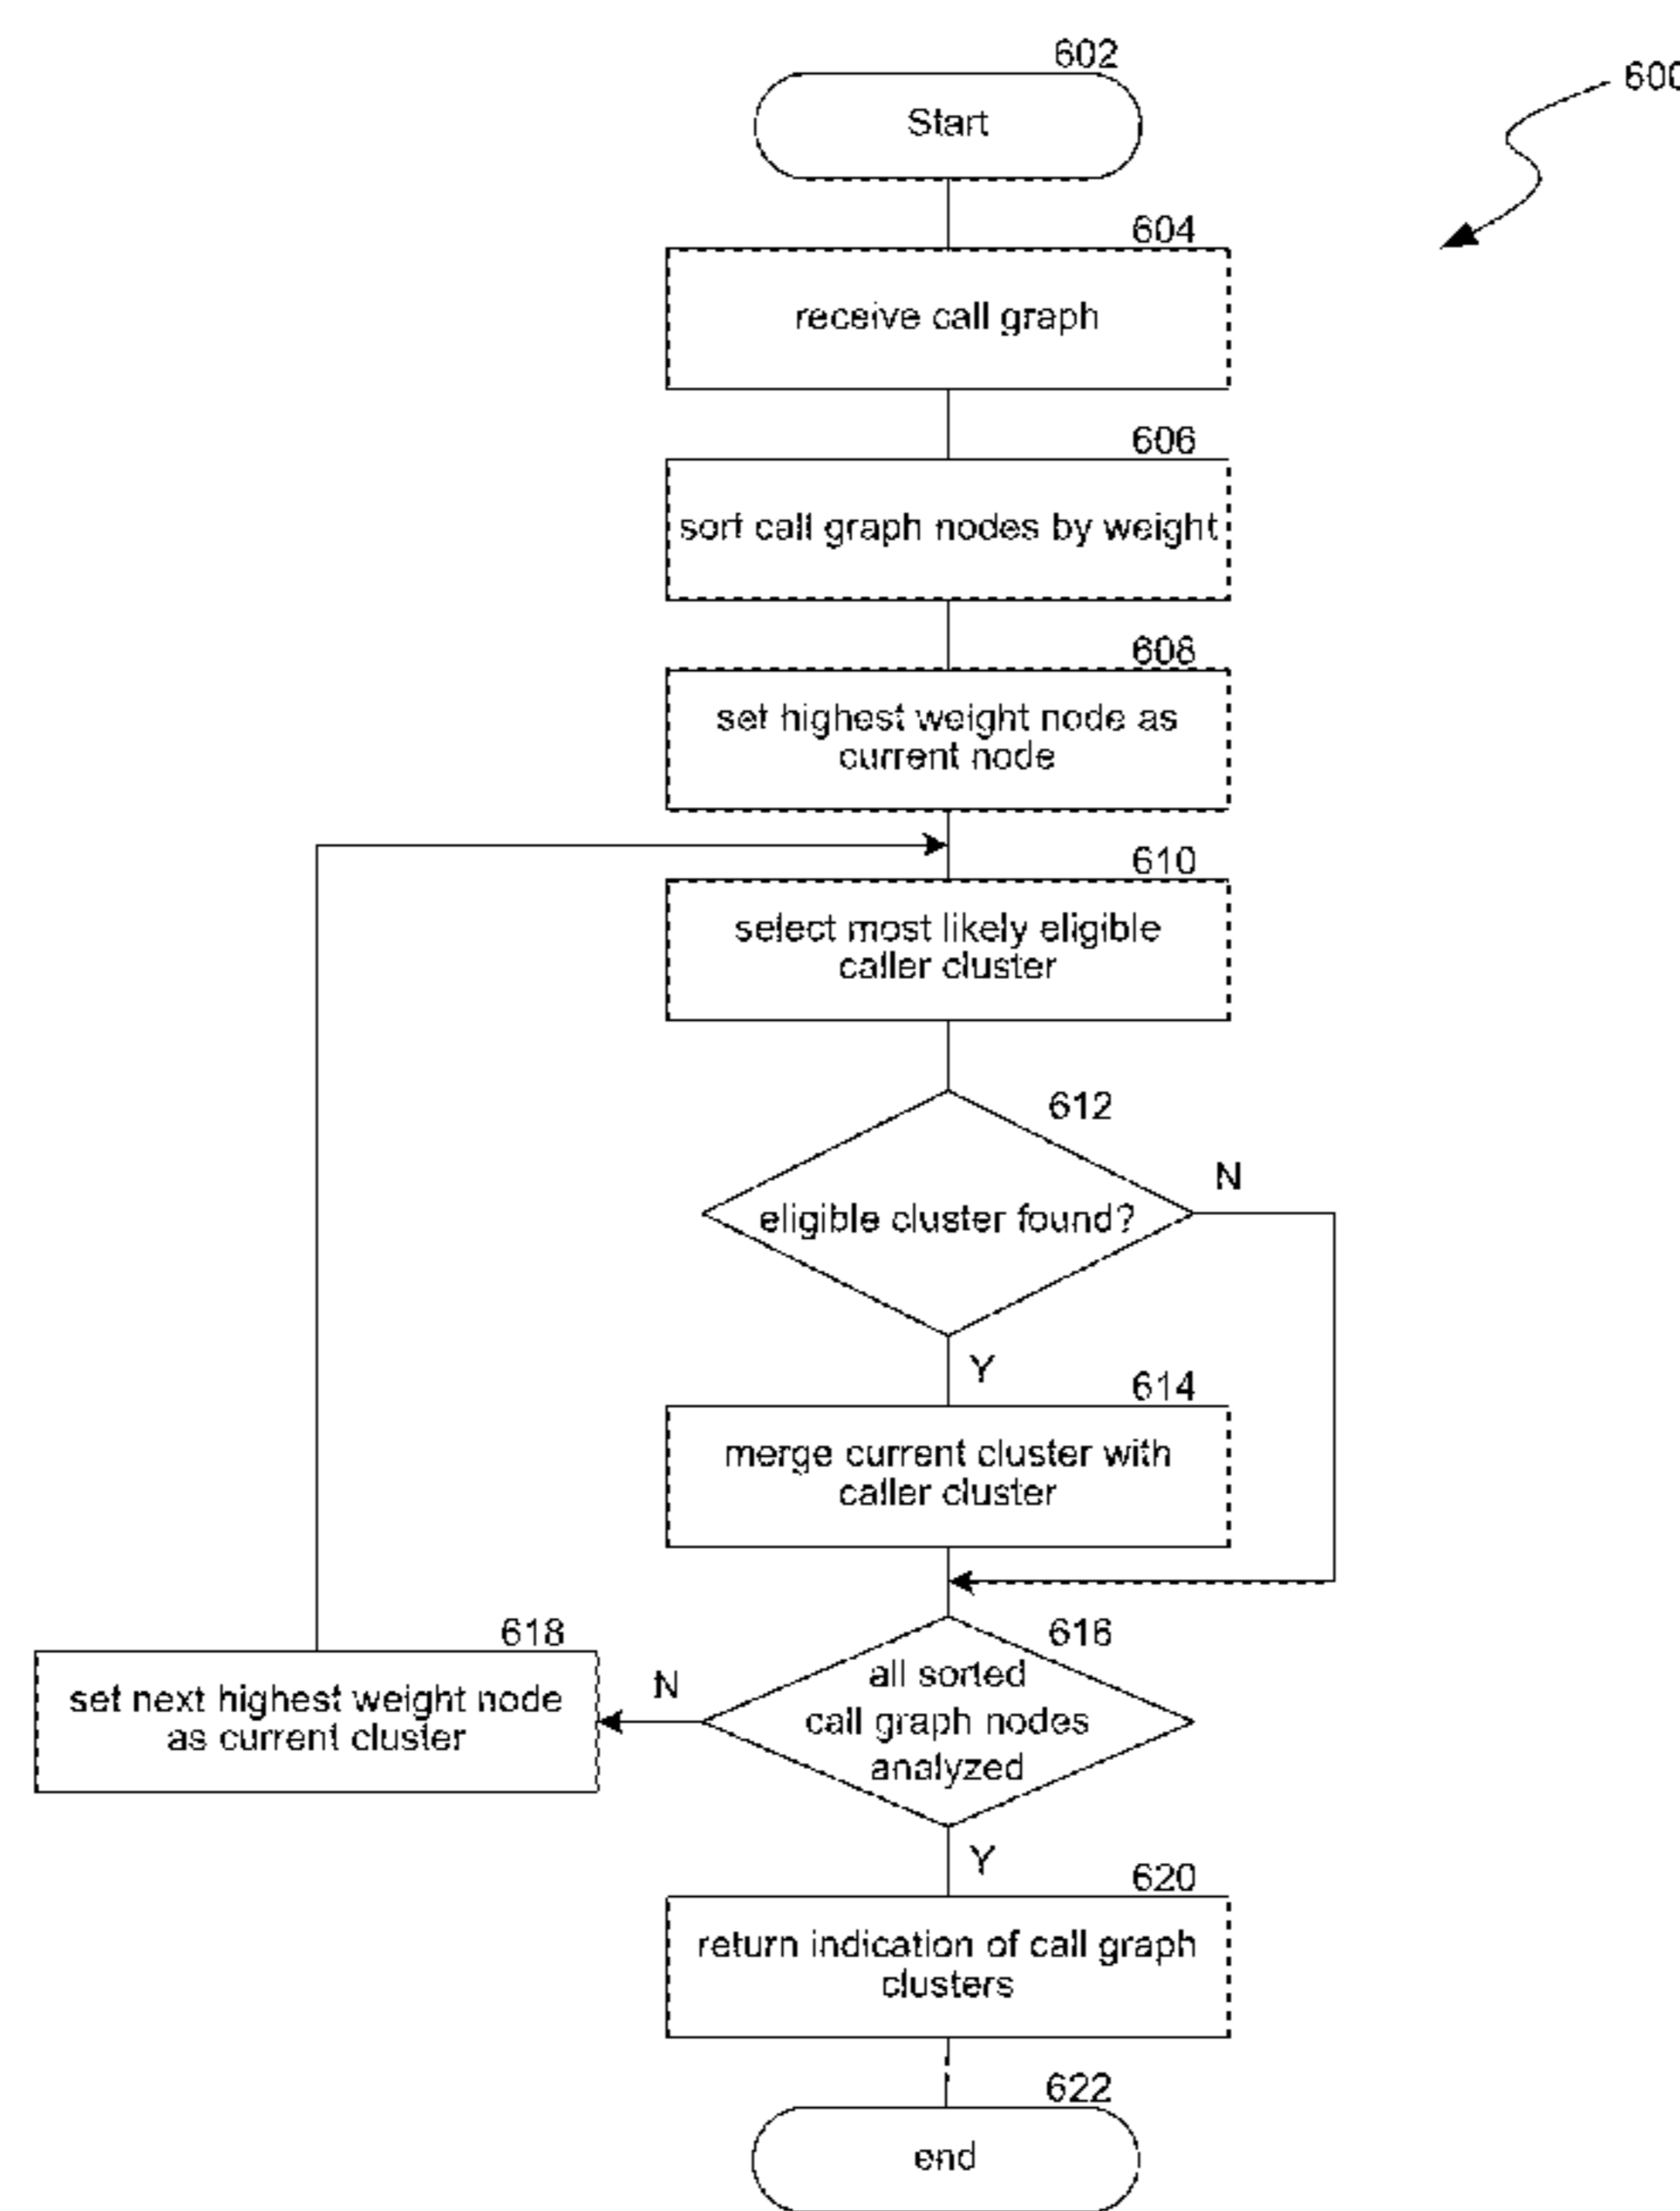 602
Start
600
604
receive call graph
606
sort call graph nodes by weight
608
set highest weight node as
current node
610
select most likely eligible
caller cluster
612
eligible cluster found?
N
Y
614
merge current cluster with
caller cluster
616
all sorted
call graph nodes
analyzed
N
618
set next highest weight node
as current cluster
Y
620
return indication of call graph
clusters
622
end